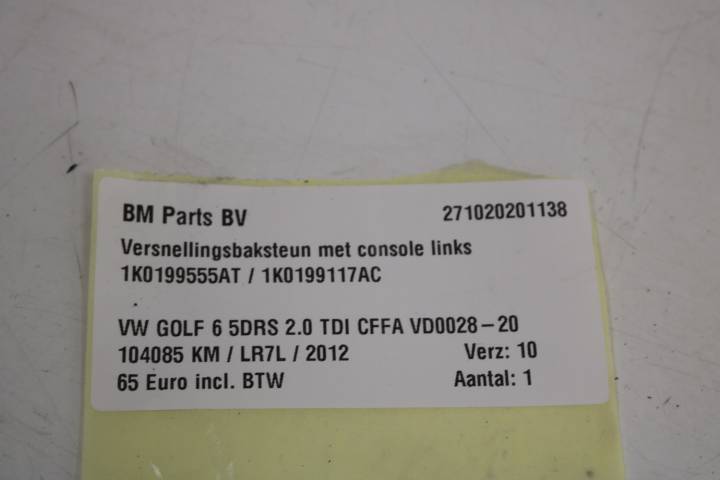 BM Parts BV 271020201138
Versnellingsbaksteun met console links
1K0199555AT / 1K0199117AC
VW GOLF 6 5DRS 2.0 TDI CFFA VD0028-20
104085 KM / LR7L / 2012 Verz: 10
65 Euro incl. BTW Aantal: 1